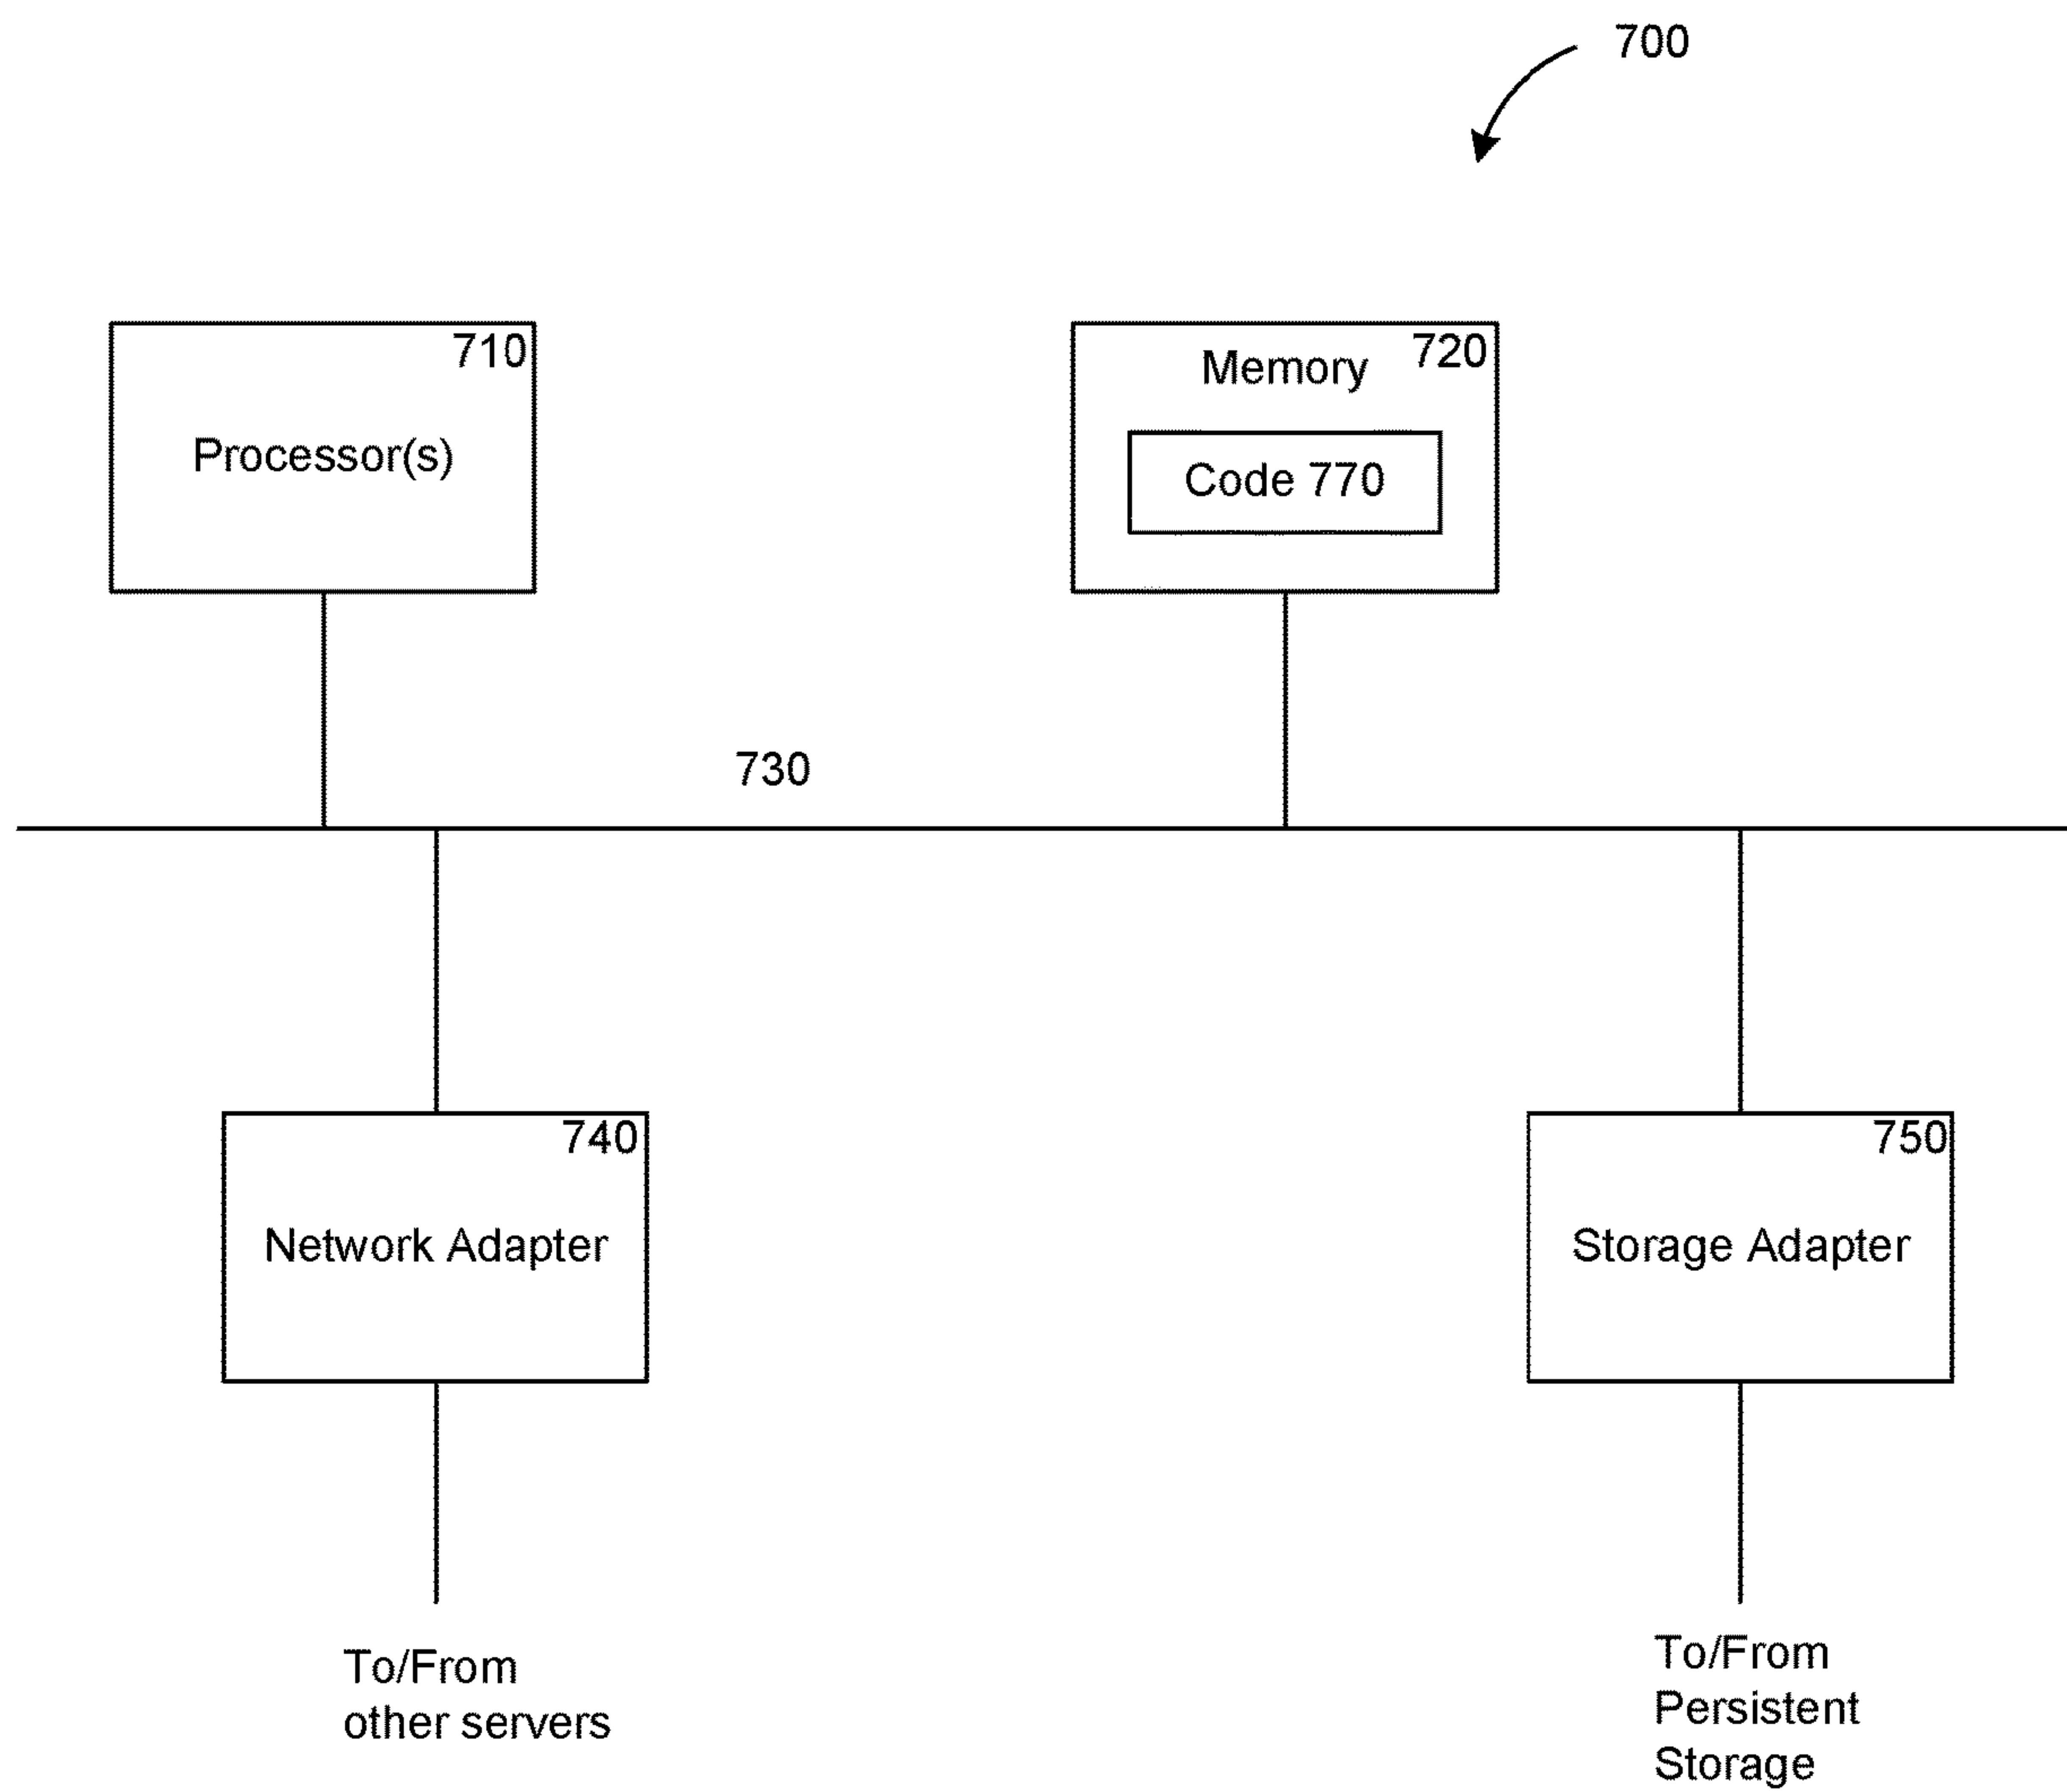 700
710
Processor(s)
720
Memory
Code 770
730
740
Network Adapter
750
Storage Adapter
To/From
other servers
To/From
Persistent
Storage